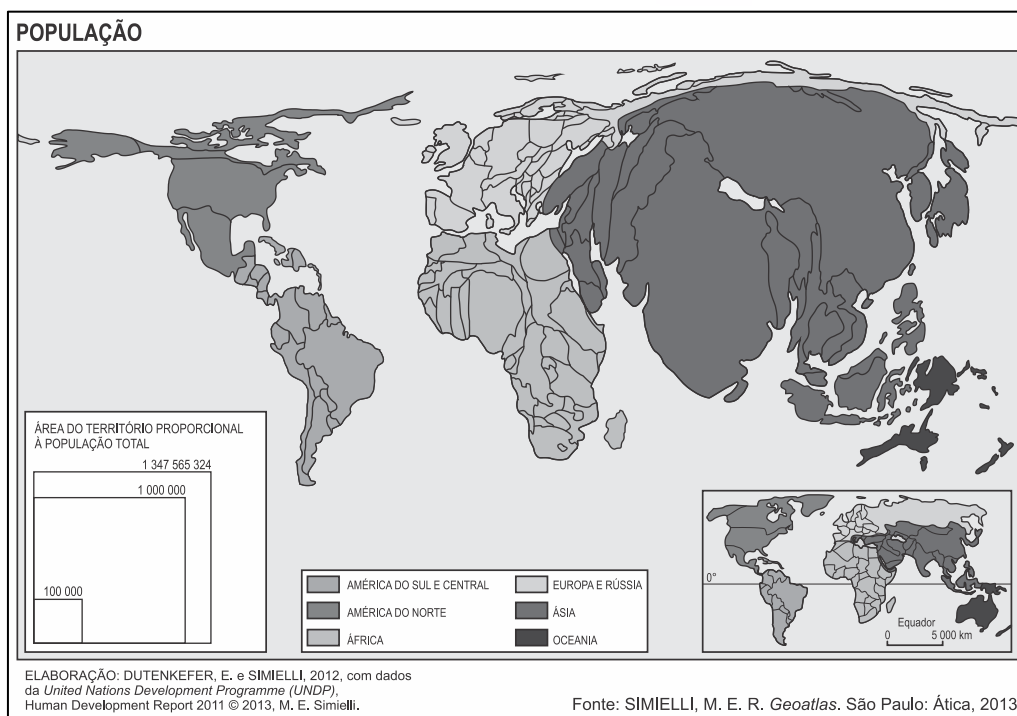 POPULAÇÃO
ÁREA DO TERRITÓRIO PROPORCIONAL
À POPULAÇÃO TOTAL
1 347 565 324
1 000 000
100 000
AMÉRICA DO SUL E CENTRAL
AMÉRICA DO NORTE
ÁFRICA
EUROPA E RÚSSIA
ÁSIA
OCEANIA
0°
Equador
0 5 000 km
ELABORAÇÃO: DUTENKEFER, E. e SIMIELLI, 2012, com dados
da United Nations Development Programme (UNDP),
Human Development Report 2011 © 2013, M. E. Simielli.
Fonte: SIMIELLI, M. E. R. Geoatlas. São Paulo: Ática, 2013